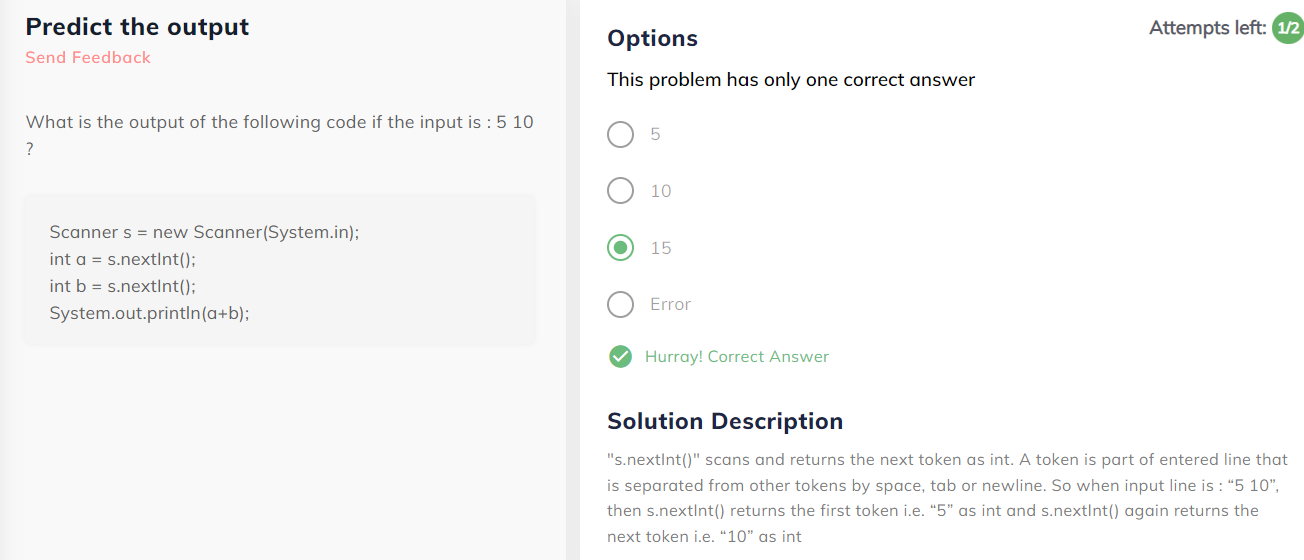 Predict the output
Send Feedback
What is the output of the following code if the input is : 5 10
?
Scanner s = new Scanner(System.in);
int a = s.nextInt();
int b = s.nextInt();
System.out.println(a+b);
Attempts left: 1/2
Options
This problem has only one correct answer
5
10
15
Error
Hurray! Correct Answer
Solution Description
"s.nextInt()" scans and returns the next token as int. A token is part of entered line that
is separated from other tokens by space, tab or newline. So when input line is : “5 10”,
then s.nextInt() returns the first token i.e. “5” as int and s.nextInt() again returns the
next token i.e. “10” as int